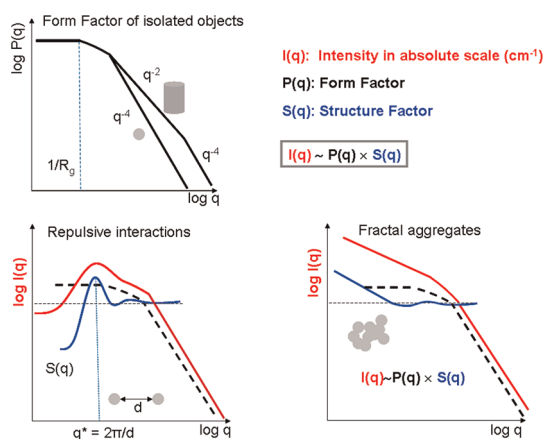 Form Factor of isolated objects
log P(q)
q-2
q-4
q-4
1/Rg
log q
I(q): Intensity in absolute scale (cm-1)
P(q): Form Factor
S(q): Structure Factor
I(q) ~ P(q) × S(q)
Repulsive interactions
log I(q)
S(q)
d
q* = 2π/d
log q
Fractal aggregates
log I(q)
I(q)~P(q) × S(q)
log q